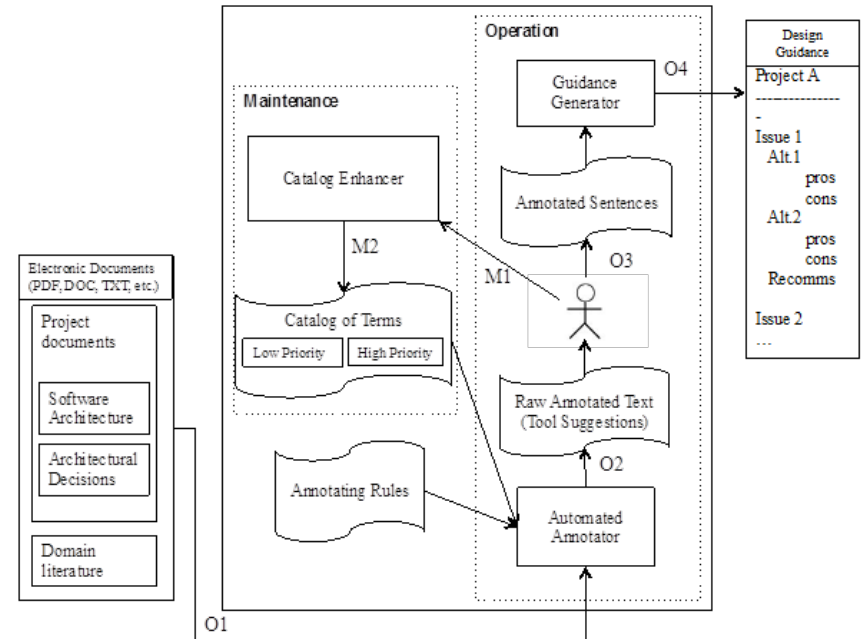 Operation
Design
Guidance
O4
Guidance
Generator
Project A
----------------
-
Maintenance
Issue 1
Alt.1
pros
cons
Alt.2
pros
cons
Recomms
Issue 2
...
Catalog Enhancer
Annotated Sentences
M2
M1
O3
Electronic Documents
(PDF, DOC, TXT, etc.)
Project
documents
Software
Architecture
Architectural
Decisions
Domain
literature
Catalog of Terms
Low Priority
High Priority
Raw Annotated Text
(Tool Suggestions)
O2
Annotating Rules
Automated
Annotator
O1